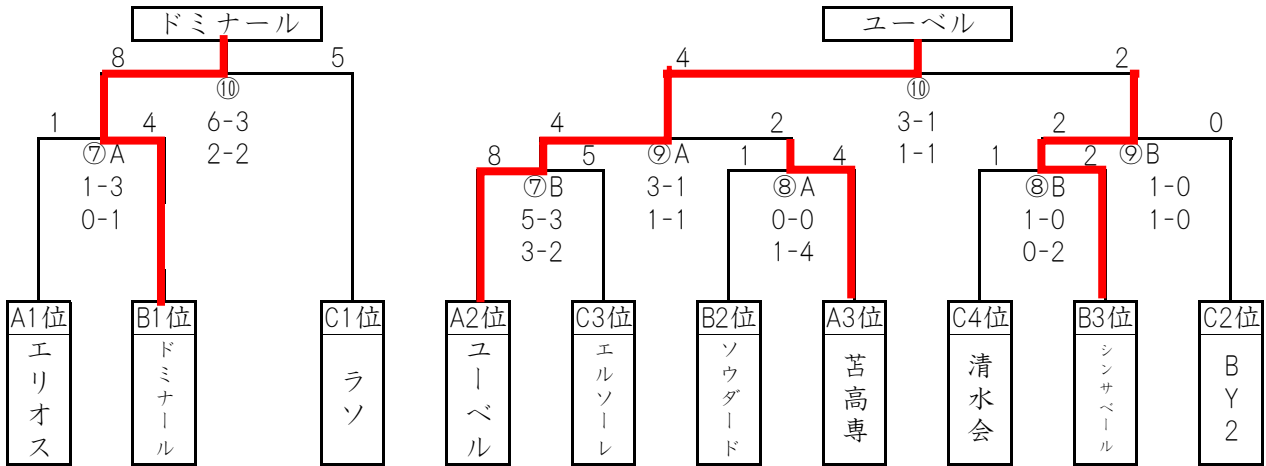 ドミナール ユーベル
8 5 4 2
⑩ ⑩
1 4 6-3 4 2 3-1 2 0
⑦A 2-2 8 5 ⑨A 1 4 1-1 1 2 ⑨B
1-3 ⑦B 3-1 ⑧A ⑧B 1-0
0-1 5-3 1-1 0-0 1-0 1-0
3-2 1-4 0-2
A1位 B1位 C1位 A2位 C3位 B2位 A3位 C4位 B3位 C2位
エリオス ドミナール ラソ ユーベル エルソーレ ソウダード 苫高専 清水会 シンサベール BY2